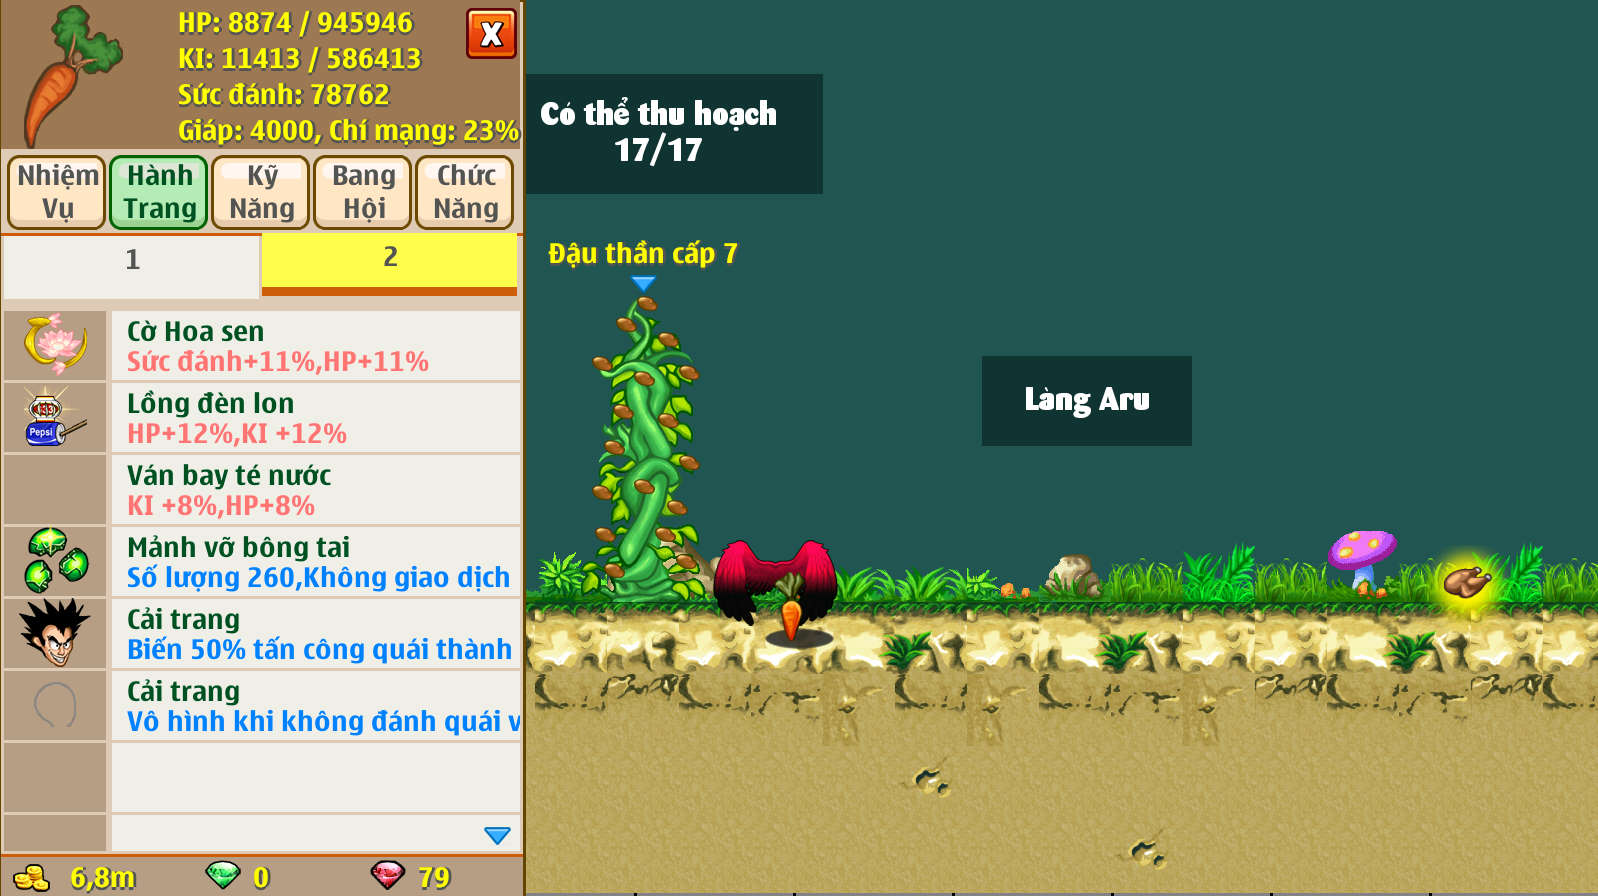 HP: 8874 / 945946
KI: 11413 / 586413
Sức đánh: 78762
Giáp: 4000, Chí mạng: 23%
X
Nhiệm Vụ
Hành Trang
Kỹ Năng
Bang Hội
Chức Năng
1
2
Cờ Hoa sen
Sức đánh+11%,HP+11%
Lồng đèn lon
HP+12%,KI +12%
333
Pepsi
Ván bay té nước
KI +8%,HP+8%
Mảnh vỡ bông tai
Số lượng 260,Không giao dịch
Cải trang
Biến 50% tấn công quái thành
Cải trang
Vô hình khi không đánh quái v
6,8m
0
79
Có thể thu hoạch
17/17
Đậu thần cấp 7
Làng Aru